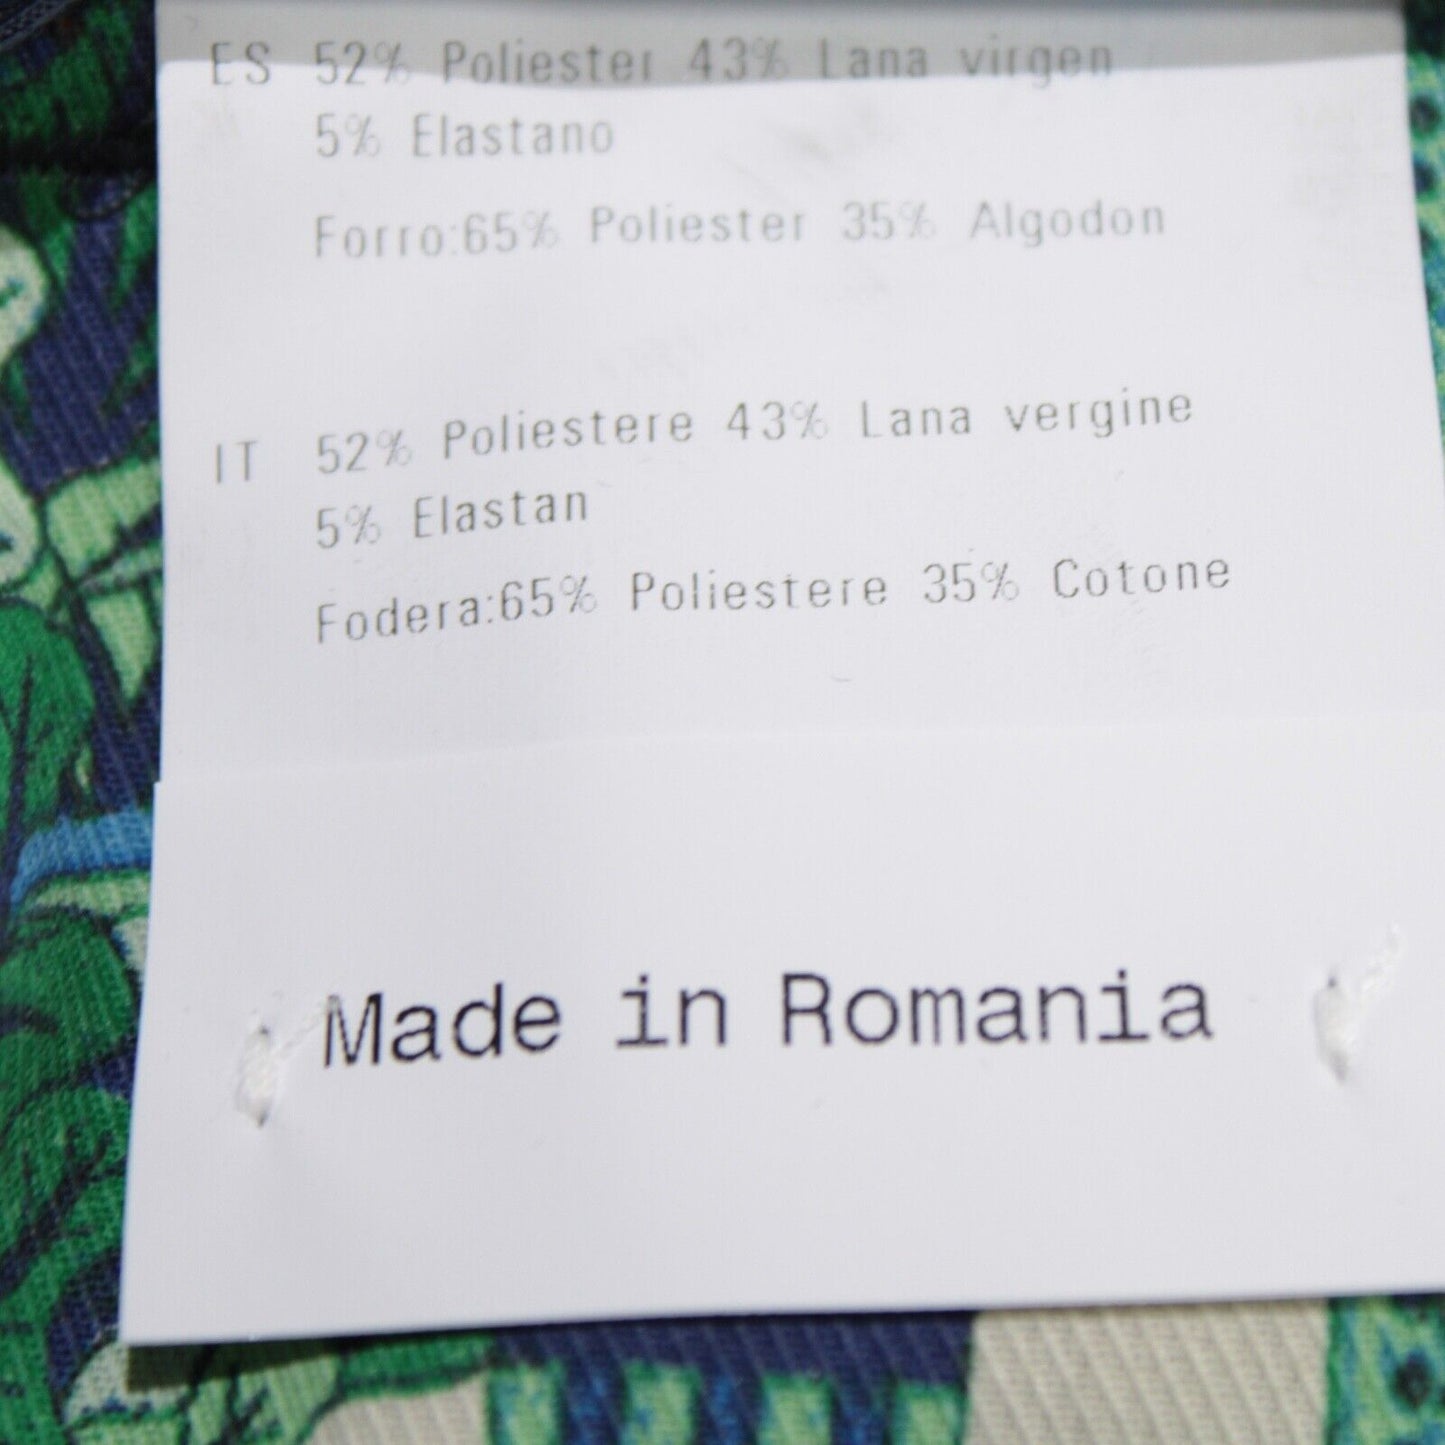 ES 52% Poliester 43% Lana virgen
5% Elastano
Forro:65% Poliester 35% Algodon
IT 52% Poliestere 43% Lana vergine
5% Elastan
Fodera:65% Poliestere 35% Cotone
Made in Romania